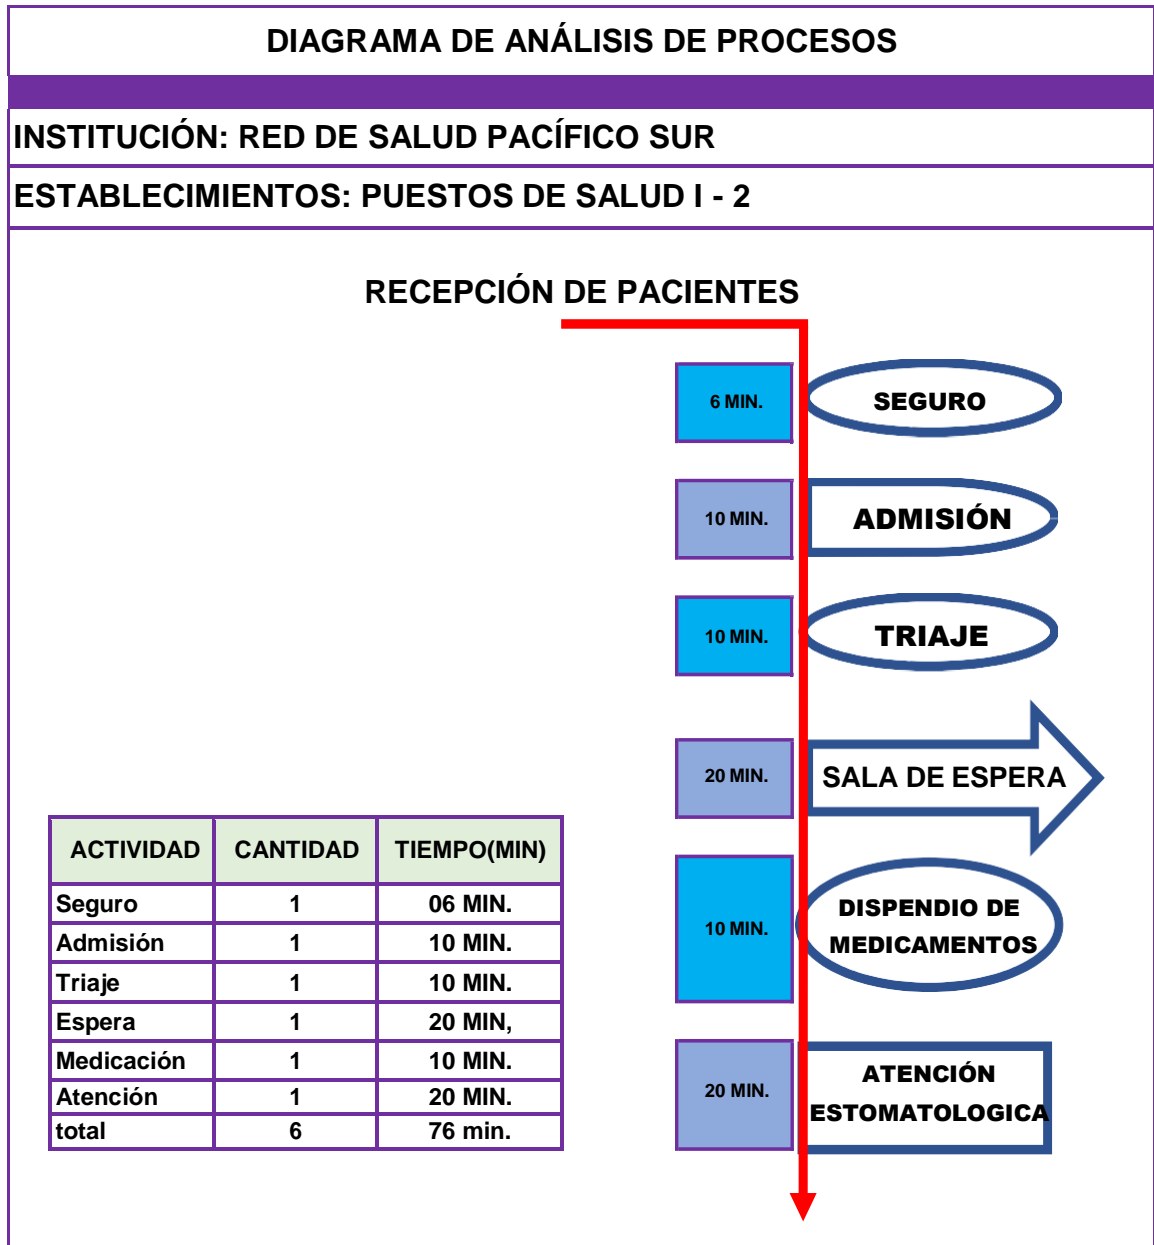 DIAGRAMA DE ANÁLISIS DE PROCESOS
INSTITUCIÓN: RED DE SALUD PACÍFICO SUR
ESTABLECIMIENTOS: PUESTOS DE SALUD I - 2
RECEPCIÓN DE PACIENTES
6 MIN. SEGURO
10 MIN. ADMISIÓN
10 MIN. TRIAJE
20 MIN. SALA DE ESPERA
10 MIN. DISPENDIO DE
MEDICAMENTOS
20 MIN. ATENCIÓN
ESTOMATOLOGICA
ACTIVIDAD CANTIDAD TIEMPO(MIN)
Seguro 1 06 MIN.
Admisión 1 10 MIN.
Triaje 1 10 MIN.
Espera 1 20 MIN,
Medicación 1 10 MIN.
Atención 1 20 MIN.
total 6 76 min.